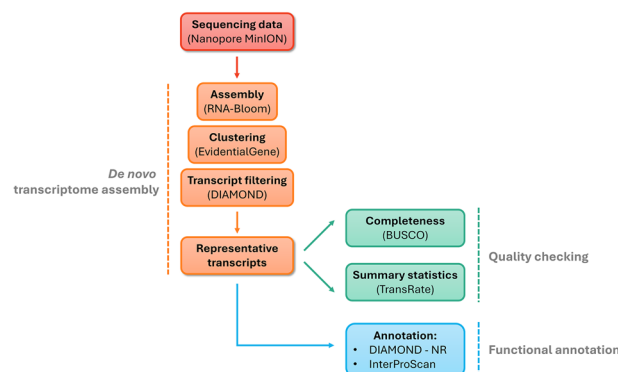 Sequencing data
(Nanopore MinION)
Assembly
(RNA-Bloom)
Clustering
(EvidentialGene)
Transcript filtering
(DIAMOND)
De novo
transcriptome assembly
Representative
transcripts
Completeness
(BUSCO)
Summary statistics
(TransRate)
Quality checking
Annotation:
• DIAMOND - NR
• InterProScan
Functional annotation